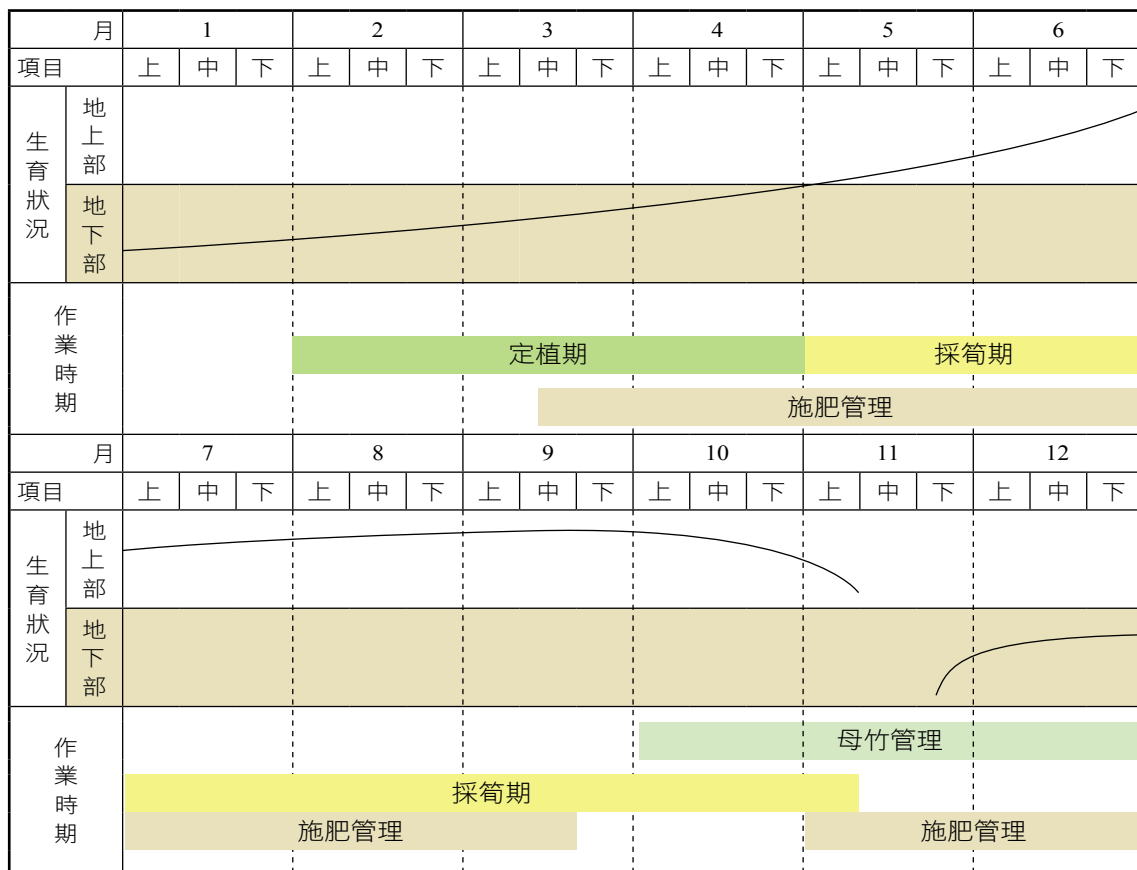 月 1 2 3 4 5 6
項目 上 中 下 上 中 下 上 中 下 上 中 下 上 中 下 上 中 下
生育狀況
地上部
地下部
作業時期
定植期 採筍期
施肥管理
月 7 8 9 10 11 12
項目 上 中 下 上 中 下 上 中 下 上 中 下 上 中 下 上 中 下
生育狀況
地上部
地下部
作業時期
母竹管理
採筍期
施肥管理 施肥管理